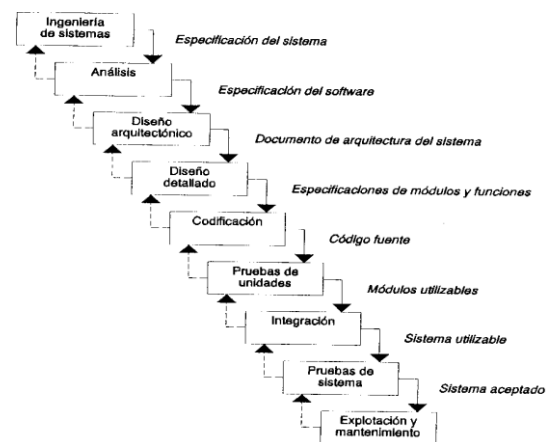 Ingeniería
de sistemas
Especificación del sistema
Análisis
Especificación del software
Diseño
arquitectónico
Documento de arquitectura del sistema
Diseño
detallado
Especificaciones de módulos y funciones
Codificación
Código fuente
Pruebas de
unidades
Módulos utilizables
Integración
Sistema utilizable
Pruebas de
sistema
Sistema aceptado
Explotación y
mantenimiento